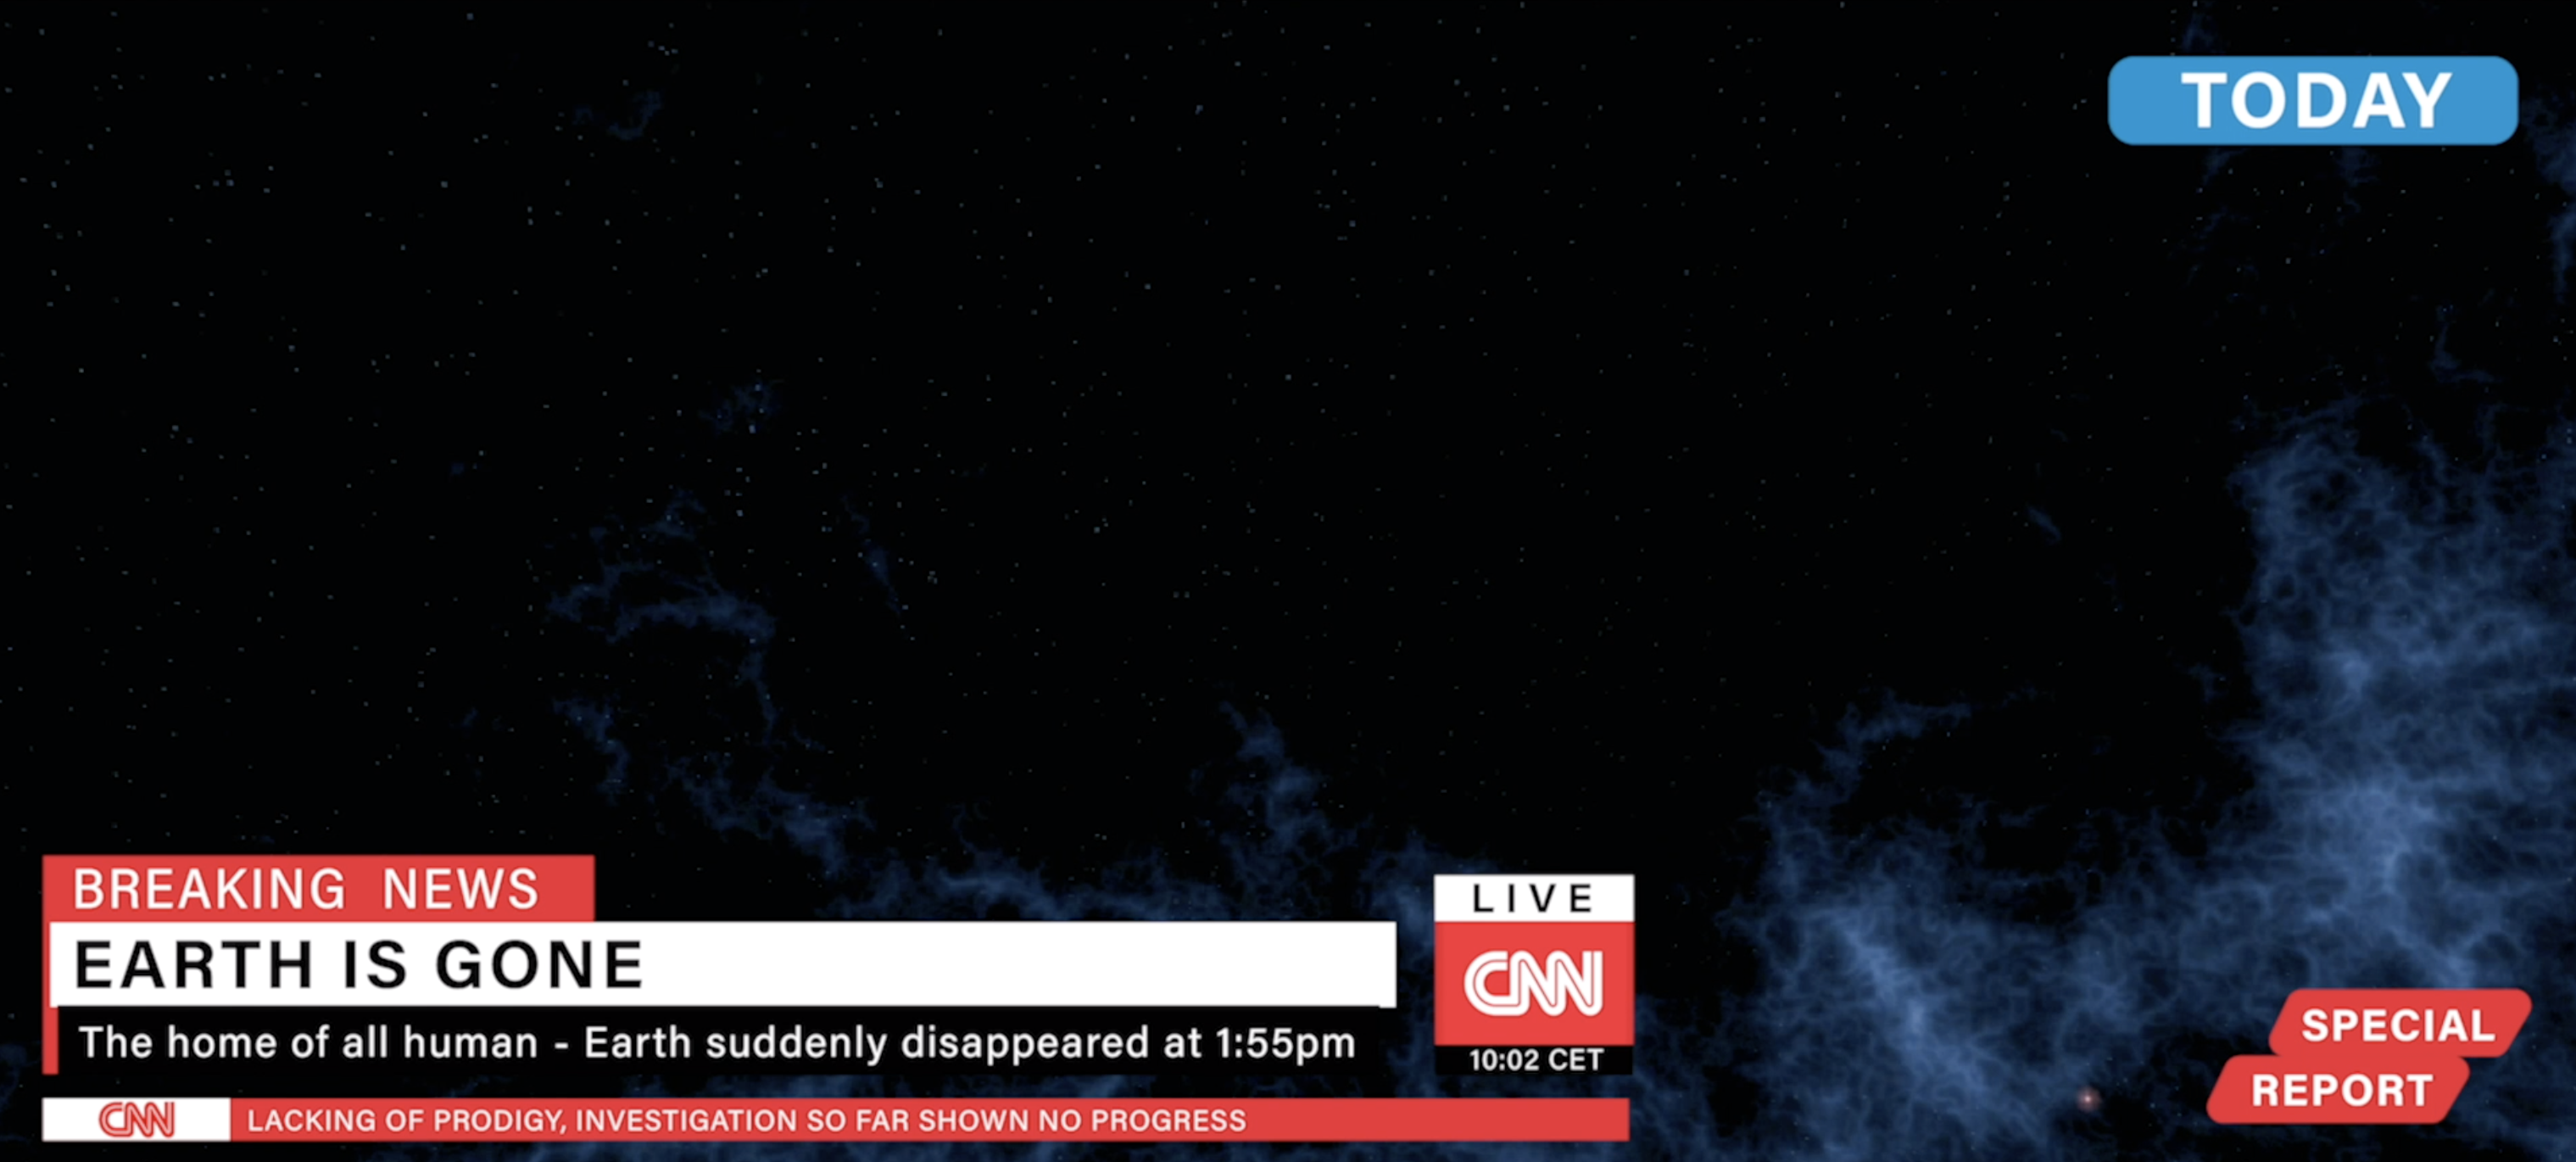 TODAY
BREAKING NEWS
EARTH IS GONE
The home of all human - Earth suddenly disappeared at 1:55pm
LIVE
CNN
10:02 CET
CNN
LACKING OF PRODIGY, INVESTIGATION SO FAR SHOWN NO PROGRESS
SPECIAL
REPORT